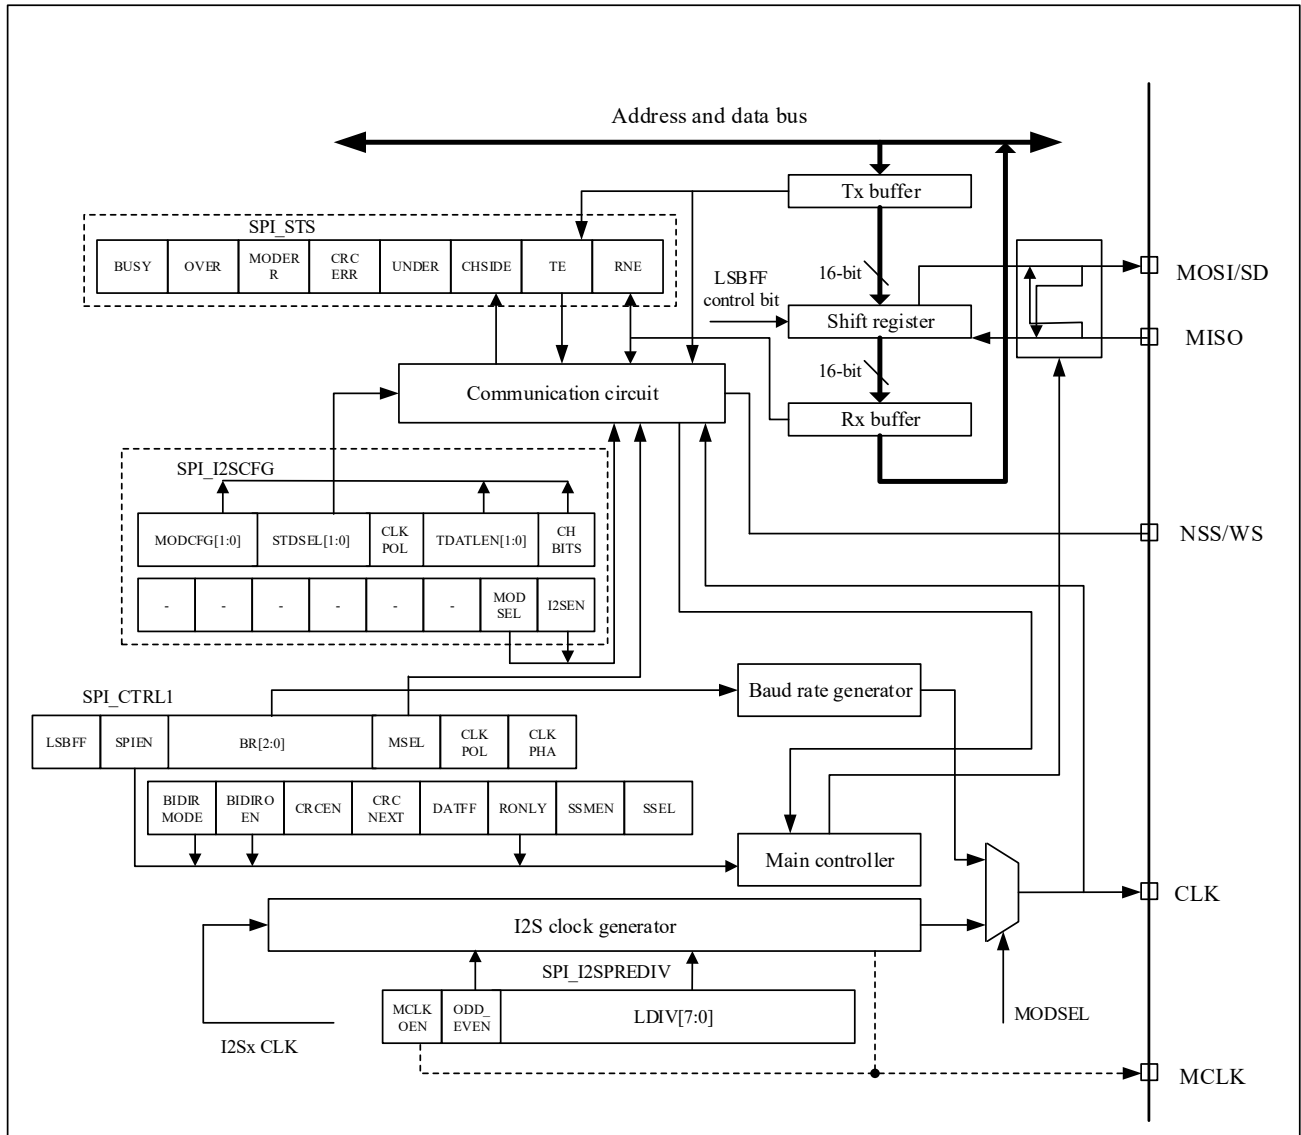 Address and data bus
Tx buffer
SPI_STS
BUSY
OVER
MODER
R
CRC
ERR
UNDER
CHSIDE
TE
RNE
16-bit
LSBFF
control bit
Shift register
MOSI/SD
MISO
16-bit
Communication circuit
Rx buffer
SPI_I2SCFG
MODCFG[1:0]
STDSEL[1:0]
CLK
POL
TDATLEN[1:0]
CH
BITS
NSS/WS
-
-
-
-
-
-
MOD
SEL
I2SEN
SPI_CTRL1
Baud rate generator
LSBFF
SPIEN
BR[2:0]
MSEL
CLK
POL
CLK
PHA
BIDIR
MODE
BIDIRO
EN
CRCEN
CRC
NEXT
DATFF
RONLY
SSMEN
SSEL
Main controller
CLK
I2S clock generator
SPI_I2SPREDIV
MCLK
OEN
ODD_
EVEN
LDIV[7:0]
MODSEL
I2Sx CLK
MCLK